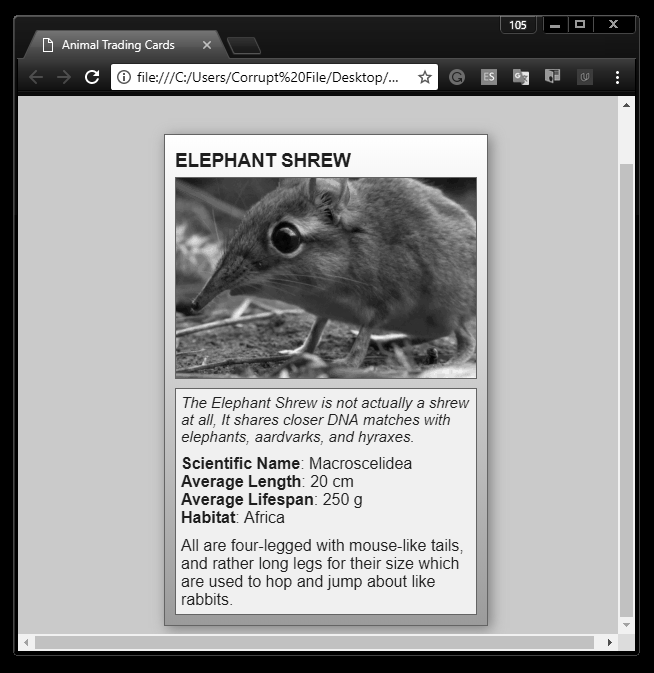 105
Animal Trading Cards
file:///C:/Users/Corrupt%20File/Desktop/...
ES
ELEPHANT SHREW
The Elephant Shrew is not actually a shrew
at all, It shares closer DNA matches with
elephants, aardvarks, and hyraxes.
Scientific Name: Macroscelidea
Average Length: 20 cm
Average Lifespan: 250 g
Habitat: Africa
All are four-legged with mouse-like tails,
and rather long legs for their size which
are used to hop and jump about like
rabbits.